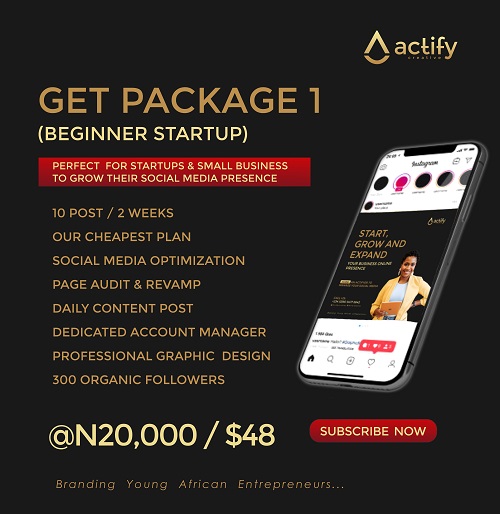 actify
creative
GET PACKAGE 1
(BEGINNER STARTUP)
PERFECT FOR STARTUPS & SMALL BUSINESS
TO GROW THEIR SOCIAL MEDIA PRESENCE
10 POST / 2 WEEKS
OUR CHEAPEST PLAN
SOCIAL MEDIA OPTIMIZATION
PAGE AUDIT & REVAMP
DAILY CONTENT POST
DEDICATED ACCOUNT MANAGER
PROFESSIONAL GRAPHIC DESIGN
300 ORGANIC FOLLOWERS
Instagram
actify
START,
GROW AND
EXPAND
YOUR BUSINESS ONLINE
PRESENCE
@N20,000 / $48
SUBSCRIBE NOW
Branding Young African Entrepreneurs...